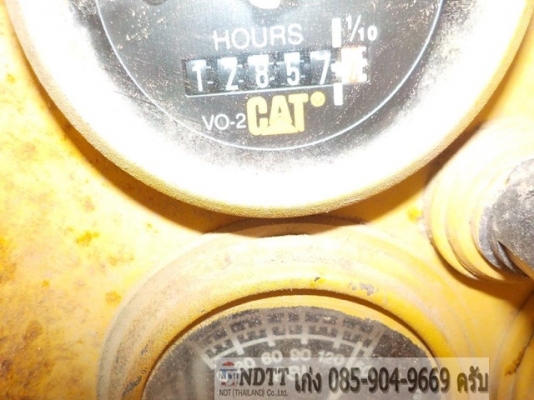 HOURS 1/10
T2857
VO-2 CAT
60 90 120
NDTT เก่ง 085-904-9669 ครับ
NDT (THAILAND) Co.,Ltd.